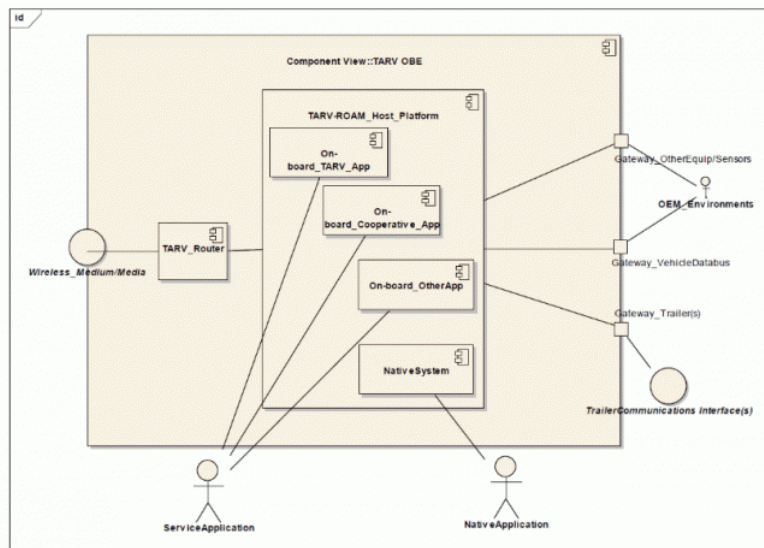 id
Component View::TARV OBE
TARV-ROAM_Host_Platform
On-
board_TARV_App
On-
board_Cooperative_App
TARV_Router
Wireless_Medium/Media
On-board_OtherApp
NativeSystem
Gateway_OtherEquip/Sensors
OEM_Environments
Gateway_VehicleDatabus
Gateway_Trailer(s)
TrailerCommunications Interface(s)
ServiceApplication
NativeApplication